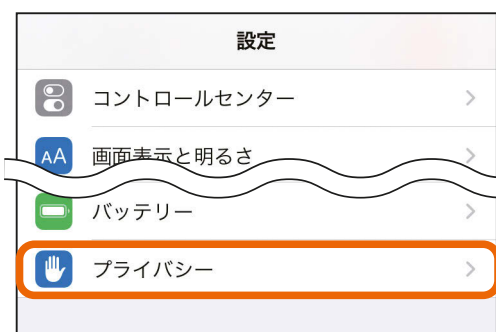 設定
コントロールセンター
AA 画面表示と明るさ
バッテリー
プライバシー